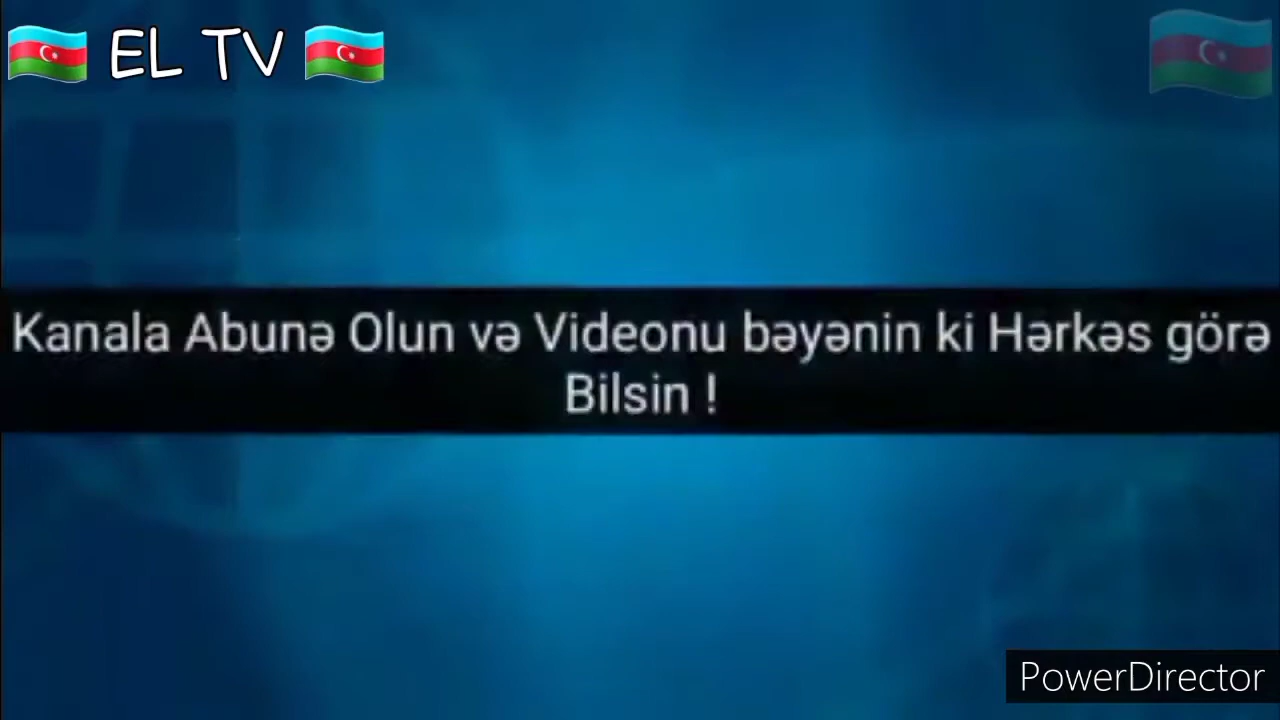 EL TV
Kanala Abunə Olun və Videonu bəyənin ki Hərkəs görə
Bilsin !
PowerDirector